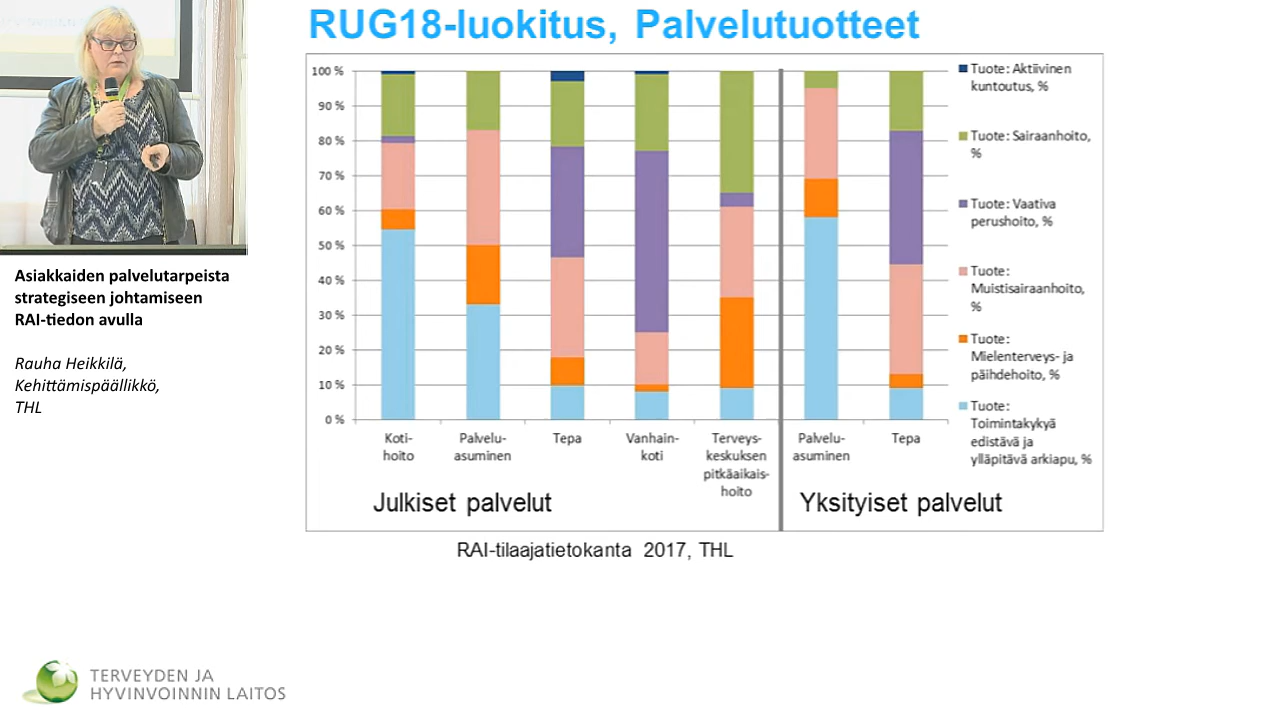 RUG18-luokitus, Palvelutuotteet
Asiakkaiden palvelutarpeista
strategiseen johtamiseen
RAI-tiedon avulla
Rauha Heikkilä,
Kehittämispäällikkö,
THL
100 %
90 %
80 %
70 %
60 %
50 %
40 %
30 %
20 %
10 %
0 %
Koti-
hoito
Palvelu-
asuminen
Tepa
Vanhain-
koti
Terveys-
keskuksen
pitkäaikais-
hoito
Palvelu-
asuminen
Tepa
Julkiset palvelut
Yksityiset palvelut
Tuote: Aktiivinen
kuntoutus, %
Tuote: Sairaanhoito,
%
Tuote: Vaativa
perushoito, %
Tuote:
Muistisairaanhoito,
%
Tuote:
Mielenterveys- ja
päihdehoito, %
Tuote:
Toimintakykyä
edistävä ja
ylläpitävä arkiapu, %
RAI-tilaajatietokanta 2017, THL
TERVEYDEN JA
HYVINVOINNIN LAITOS